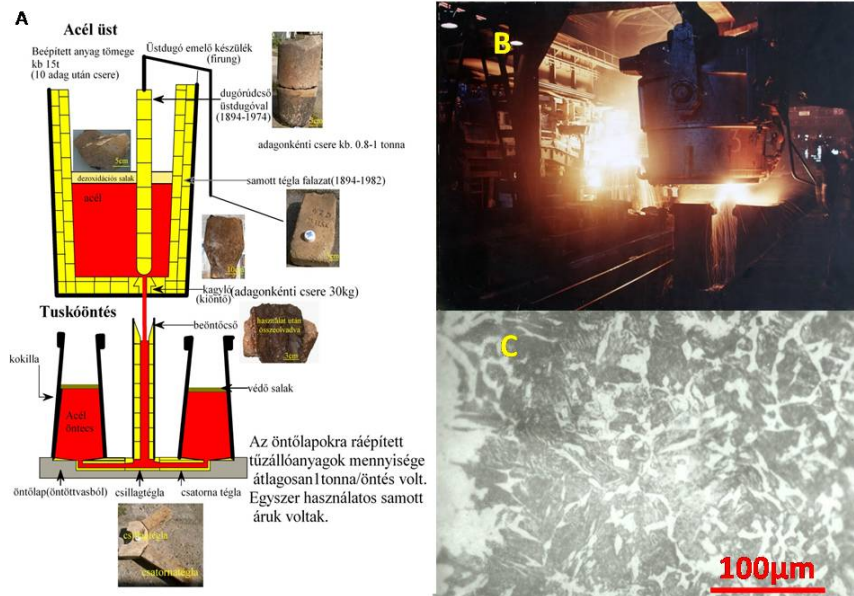 A
Acél üst
Beépített anyag tömege
kb 15t
(10 adag után csere)
Üstdugó emelő készülék
(firung)
dugórúdcső
üstdugóval
(1894-1974)
5cm
adagonkénti csere kb. 0.8-1 tonna
5cm
dezoxidációs salak
samott tégla falazat(1894-1982)
acél
10cm
kagyló
(kiöntő)
(adagonkénti csere 30kg)
Tuskóöntés
beöntőcső
használat után
összeolvadva
3cm
kokilla
védő salak
Acél
öntecs
Az öntőlapokra ráépített
tűzállóanyagok mennyisége
átlagosan1tonna/öntés volt.
Egyszer használatos samott
áruk voltak.
öntőlap(öntöttvasból)
csillagtégla
csatorna tégla
csillagtégla
csatornatégla
B
C
100µm